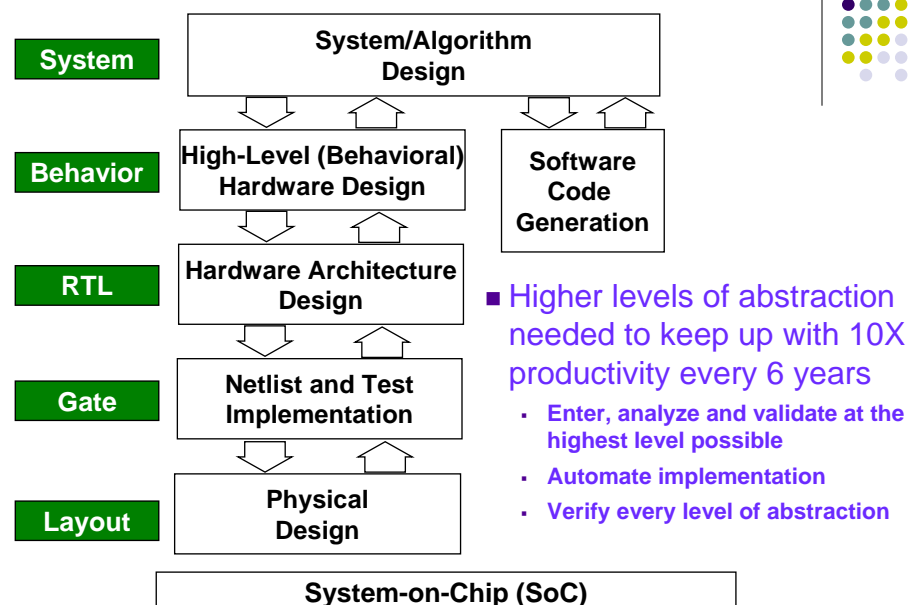 System
System/Algorithm
Design
Behavior
High-Level (Behavioral)
Hardware Design
Software
Code
Generation
RTL
Hardware Architecture
Design
Gate
Netlist and Test
Implementation
Layout
Physical
Design
■ Higher levels of abstraction
needed to keep up with 10X
productivity every 6 years
▪ Enter, analyze and validate at the
highest level possible
▪ Automate implementation
▪ Verify every level of abstraction
System-on-Chip (SoC)